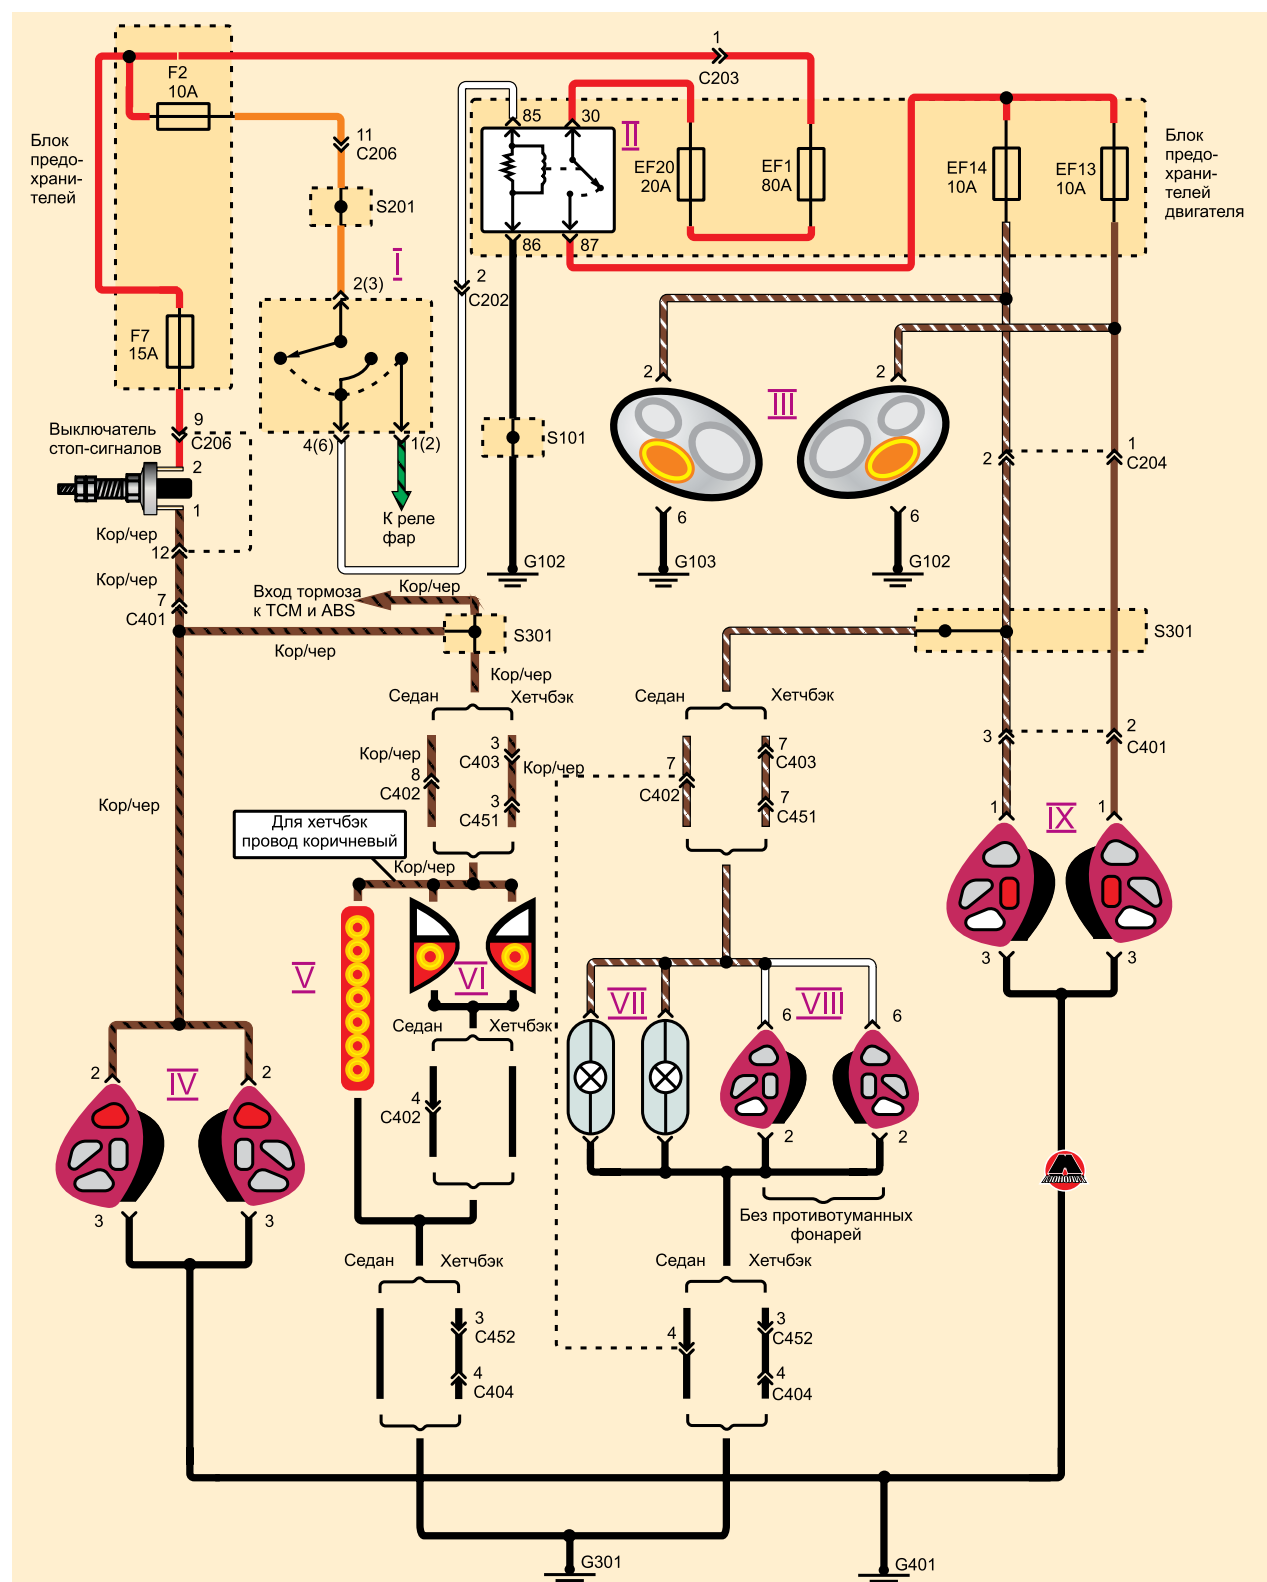 1
C203
F2
10A
Блок
предо-
храни-
телей
11
C206
S201
I
2(3)
85
30
II
EF20
20A
EF1
80A
EF14
10A
EF13
10A
Блок
предо-
храни-
телей
двигателя
86
87
2
C202
F7
15A
9
C206
Выключатель
стоп-сигналов
2
1
4(6)
1(2)
К реле
фар
S101
G102
2
III
2
6
G103
6
G102
2
1
C204
Кор/чер
12
Кор/чер
7
C401
Вход тормоза
к TCM и ABS
Кор/чер
Кор/чер
S301
S301
Кор/чер
Седан
Хетчбэк
Седан
Хетчбэк
Кор/чер
8
C402
3
C403
Кор/чер
3
C451
7
C402
7
C403
7
C451
3
2
C401
Кор/чер
Для хетчбэк
провод коричневый
Кор/чер
1
IX
1
3
3
V
VI
VII
VIII
6
6
Седан
Хетчбэк
4
C402
2
IV
2
3
3
2
2
Без противотуманных
фонарей
Седан
Хетчбэк
Седан
Хетчбэк
3
C452
4
C404
4
3
C452
4
C404
G301
G401